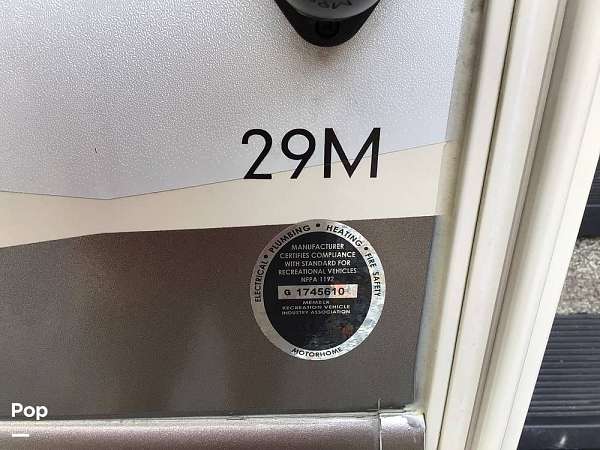 29M
ELECTRICAL • PLUMBING • HEATING • FIRE SAFETY
MANUFACTURER
CERTIFIES COMPLIANCE
WITH STANDARD FOR
RECREATIONAL VEHICLES
NFPA 1192
G 1745610
MEMBER
RECREATION VEHICLE
INDUSTRY ASSOCIATION
MOTORHOME
Pop